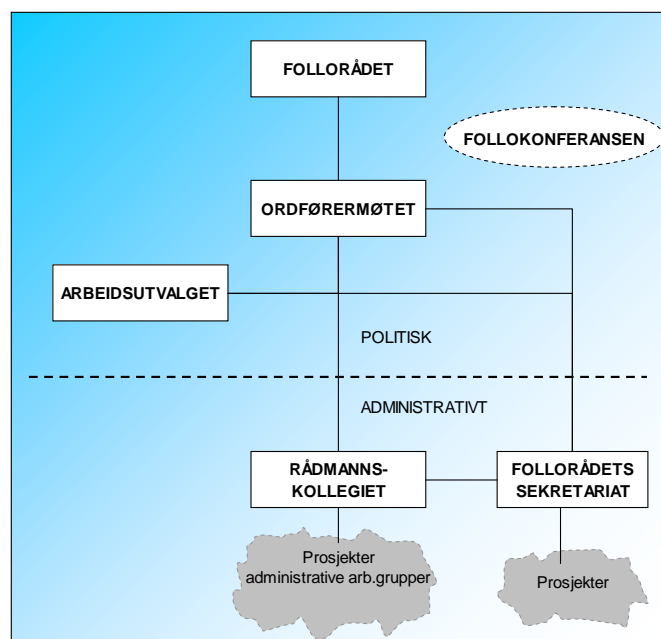 FOLLORÅDET
FOLLOKONFERANSEN
ORDFØRERMØTET
ARBEIDSUTVALGET
POLITISK
ADMINISTRATIVT
RÅDMANNS-
KOLLEGIET
FOLLORÅDETS
SEKRETARIAT
Prosjekter
administrative arb.grupper
Prosjekter